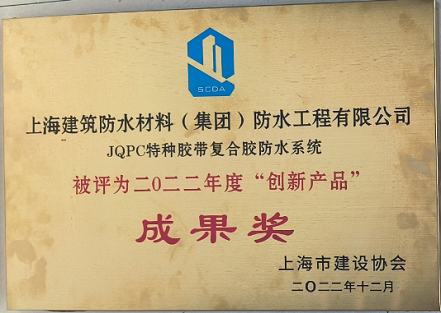 SCDA
上海建筑防水材料（集团）防水工程有限公司
JQPC特种胶带复合胶防水系统
被评为二0二二年度“创新产品”
成果奖
上海市建设协会
二0二二年十二月